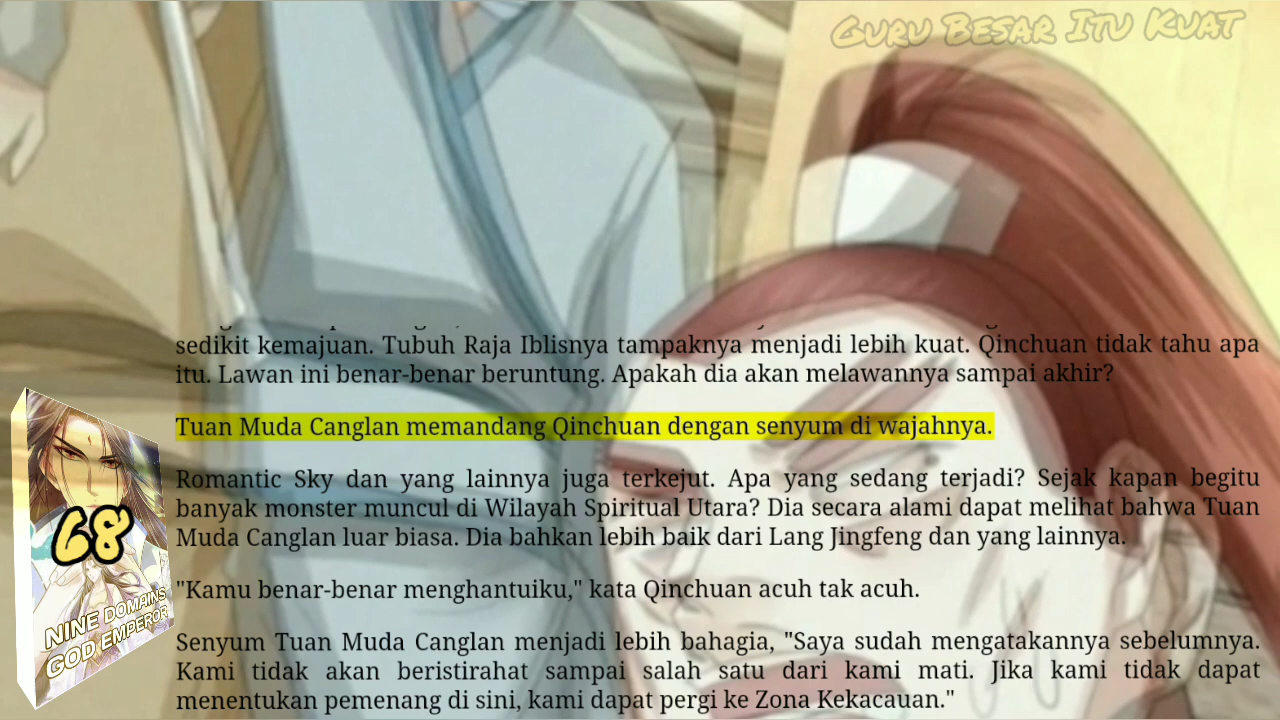 Guru Besar Itu Kuat
sedikit kemajuan. Tubuh Raja Iblisnya tampaknya menjadi lebih kuat. Qinchuan tidak tahu apa
itu. Lawan ini benar-benar beruntung. Apakah dia akan melawannya sampai akhir?
Tuan Muda Canglan memandang Qinchuan dengan senyum di wajahnya.
Romantic Sky dan yang lainnya juga terkejut. Apa yang sedang terjadi? Sejak kapan begitu
banyak monster muncul di Wilayah Spiritual Utara? Dia secara alami dapat melihat bahwa Tuan
Muda Canglan luar biasa. Dia bahkan lebih baik dari Lang Jingfeng dan yang lainnya.
"Kamu benar-benar menghantuiku," kata Qinchuan acuh tak acuh.
Senyum Tuan Muda Canglan menjadi lebih bahagia, "Saya sudah mengatakannya sebelumnya.
Kami tidak akan beristirahat sampai salah satu dari kami mati. Jika kami tidak dapat
menentukan pemenang di sini, kami dapat pergi ke Zona Kekacauan."
68
NINE DOMAINS
GOD EMPEROR